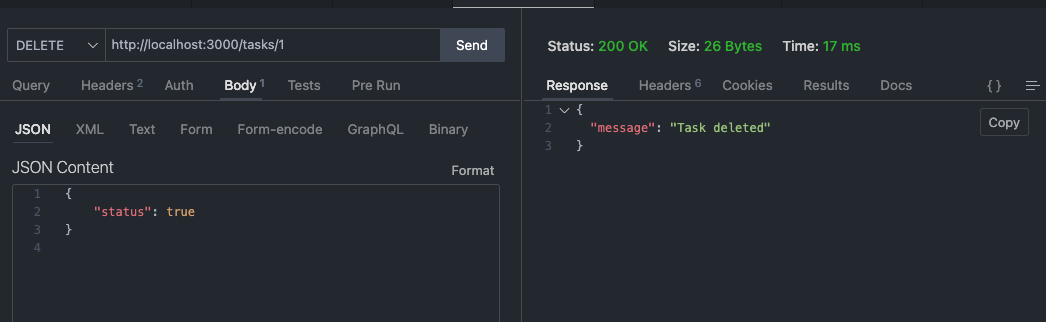 DELETE http://localhost:3000/tasks/1 Send
Query Headers 2 Auth Body 1 Tests Pre Run
JSON XML Text Form Form-encode GraphQL Binary
JSON Content Format
1 {
2 "status": true
3 }
4
Status: 200 OK Size: 26 Bytes Time: 17 ms
Response Headers 6 Cookies Results Docs { }
1 {
2 "message": "Task deleted"
3 }
Copy